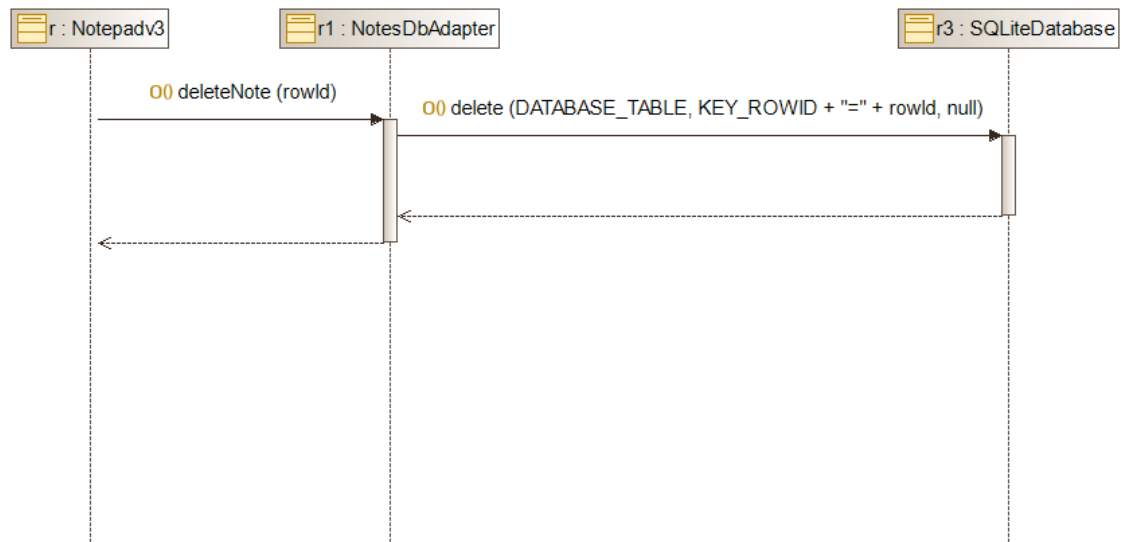 r : Notepadv3
r1 : NotesDbAdapter
r3 : SQLiteDatabase
O() deleteNote (rowId)
O() delete (DATABASE_TABLE, KEY_ROWID + "=" + rowId, null)